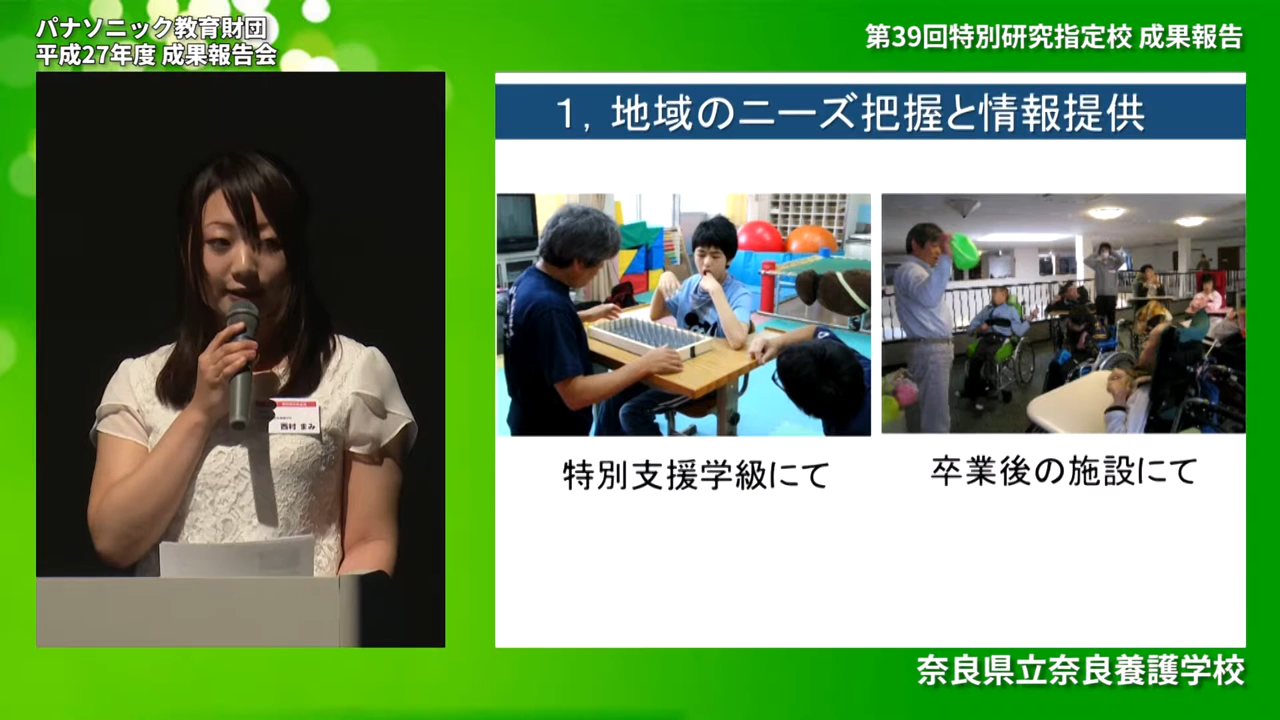 パナソニック教育財団
平成27年度 成果報告会
第39回特別研究指定校 成果報告
1，地域のニーズ把握と情報提供
西村 まみ
特別支援学級にて
卒業後の施設にて
奈良県立奈良養護学校